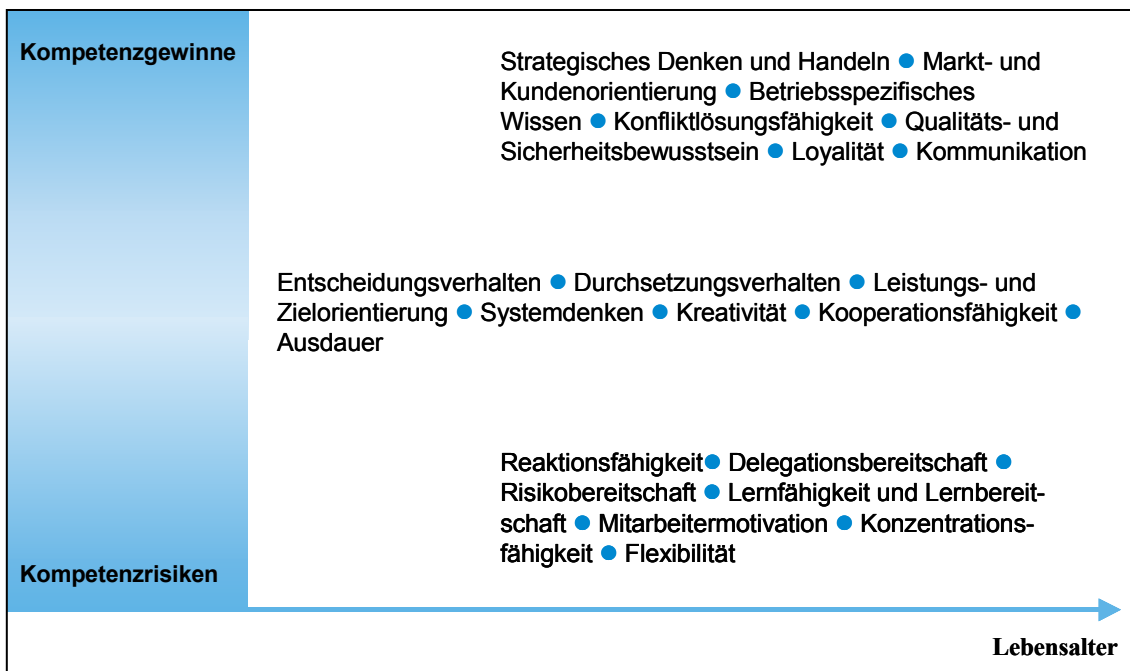 Kompetenzgewinne
Strategisches Denken und Handeln ● Markt- und
Kundenorientierung ● Betriebsspezifisches
Wissen ● Konfliktlösungsfähigkeit ● Qualitäts- und
Sicherheitsbewusstsein ● Loyalität ● Kommunikation
Entscheidungsverhalten ● Durchsetzungsverhalten ● Leistungs- und
Zielorientierung ● Systemdenken ● Kreativität ● Kooperationsfähigkeit ●
Ausdauer
Reaktionsfähigkeit● Delegationsbereitschaft ●
Risikobereitschaft ● Lernfähigkeit und Lernbereit-
schaft ● Mitarbeitermotivation ● Konzentrations-
fähigkeit ● Flexibilität
Kompetenzrisiken
Lebensalter